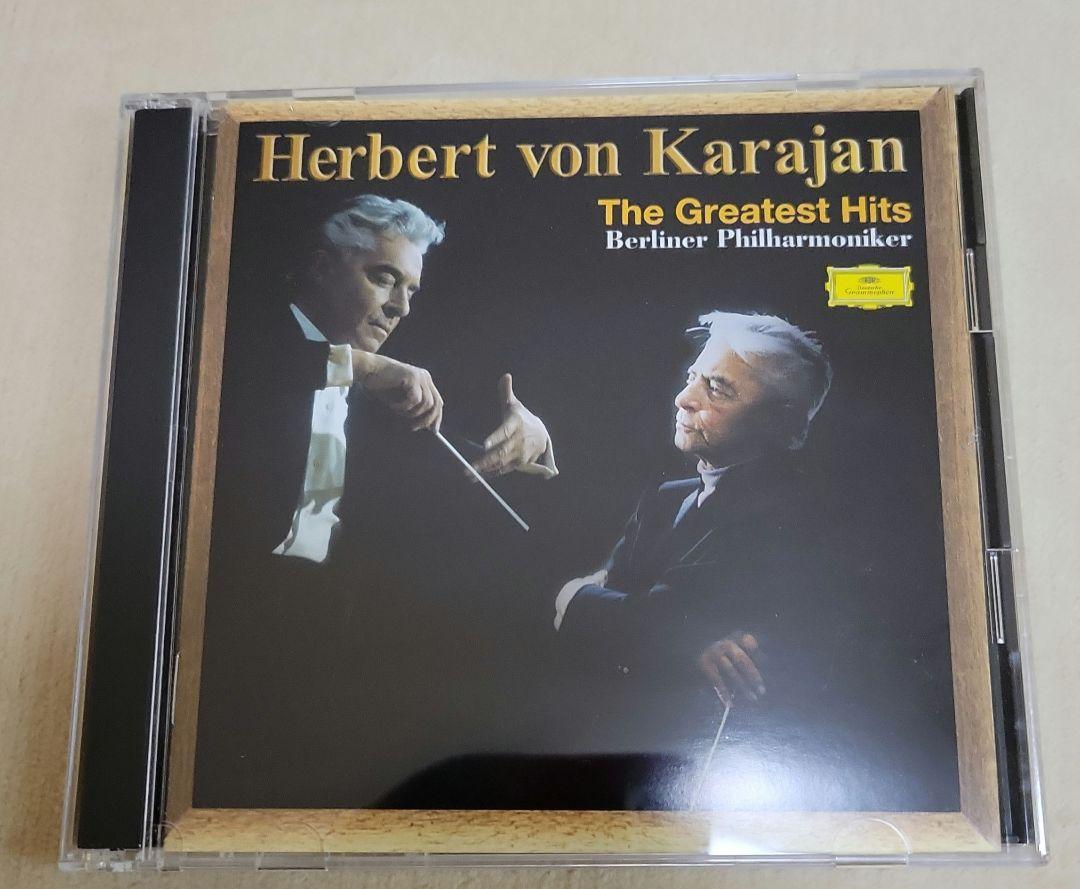 Herbert von Karajan
The Greatest Hits
Berliner Philharmoniker
Deutsche
Grammophon